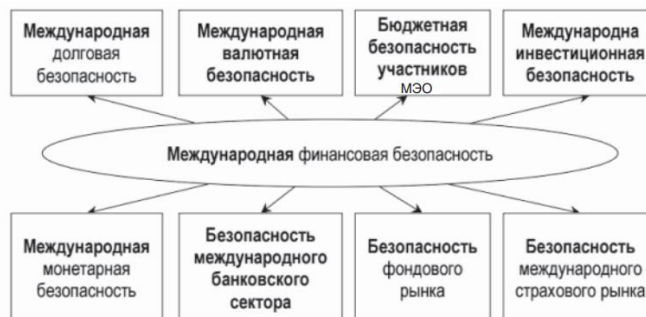 Международная
долговая
безопасность
Международная
валютная
безопасность
Бюджетная
безопасность
участников
МЭО
Международна
инвестиционная
безопасность
Международная финансовая безопасность
Международная
монетарная
безопасность
Безопасность
международного
банковского
сектора
Безопасность
фондового
рынка
Безопасность
международного
страхового рынка